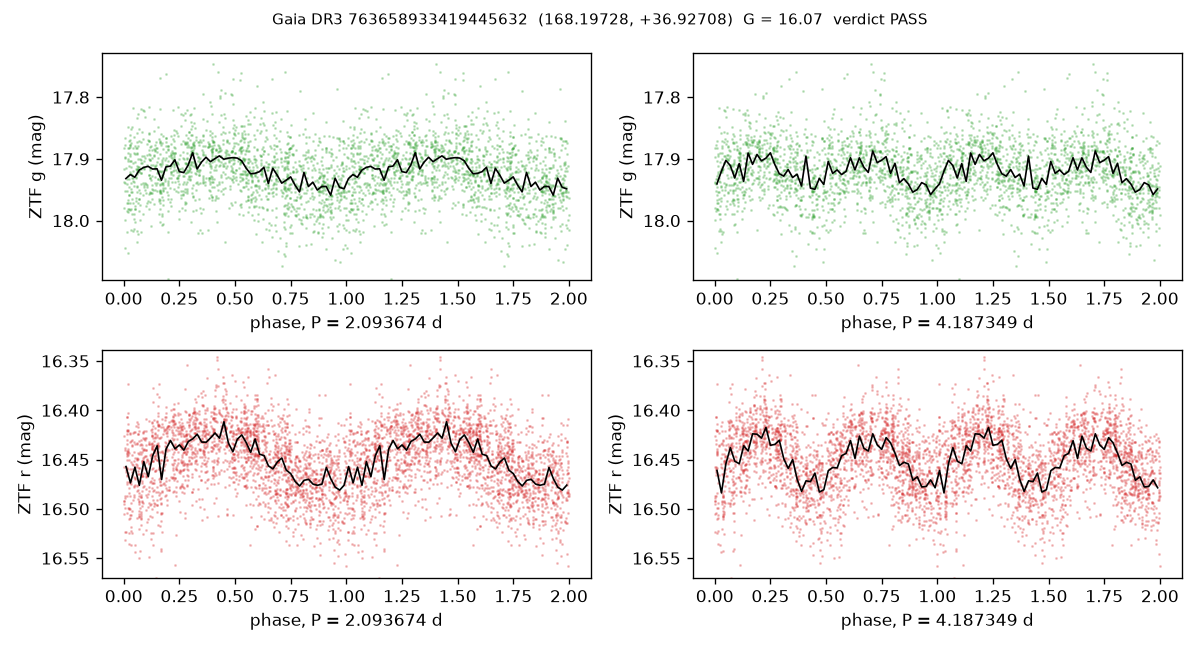 Gaia DR3 763658933419445632 (168.19728, +36.92708) G = 16.07 verdict PASS
ZTF g (mag)
17.8
17.9
18.0
0.00 0.25 0.50 0.75 1.00 1.25 1.50 1.75 2.00
phase, P = 2.093674 d
ZTF g (mag)
17.8
17.9
18.0
0.00 0.25 0.50 0.75 1.00 1.25 1.50 1.75 2.00
phase, P = 4.187349 d
ZTF r (mag)
16.35
16.40
16.45
16.50
16.55
0.00 0.25 0.50 0.75 1.00 1.25 1.50 1.75 2.00
phase, P = 2.093674 d
ZTF r (mag)
16.35
16.40
16.45
16.50
16.55
0.00 0.25 0.50 0.75 1.00 1.25 1.50 1.75 2.00
phase, P = 4.187349 d